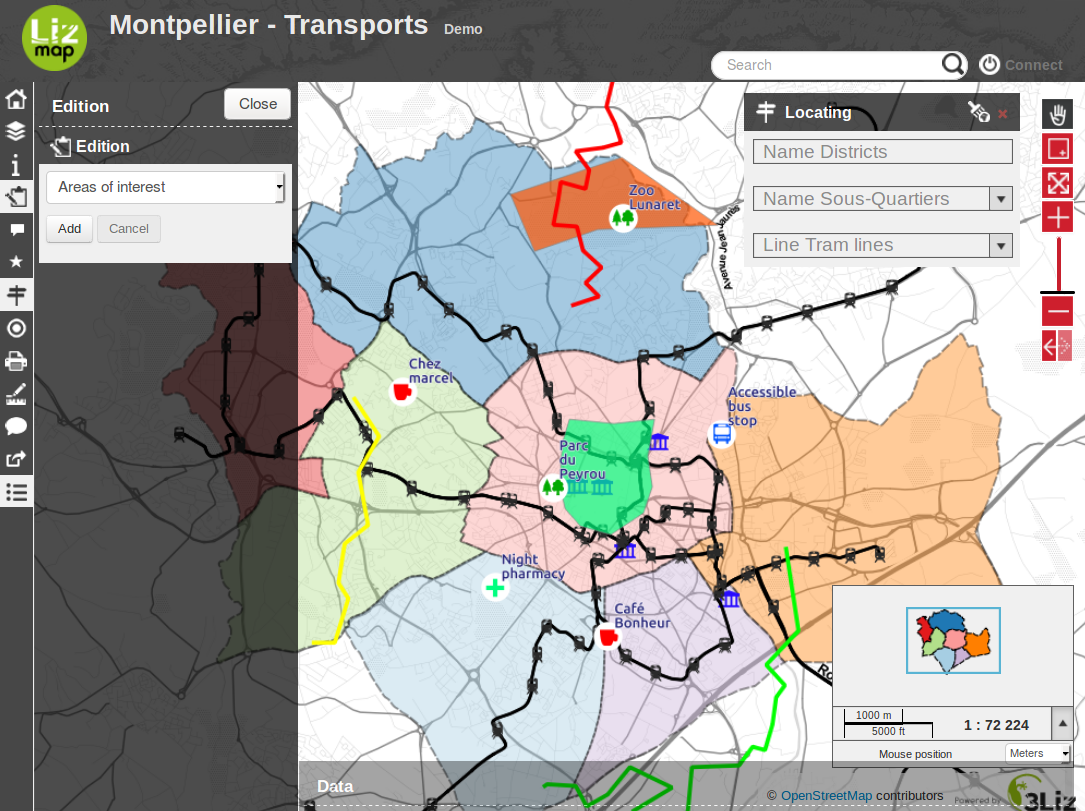 Liz
map
Montpellier - Transports Demo
Search
Connect
Edition
Close
Edition
Areas of interest
Add
Cancel
Locating
Name Districts
Name Sous-Quartiers
Line Tram lines
Zoo
Lunaret
Avenue Jean
Chez
marcel
Accessible
bus
stop
Parc
du
Peyrou
Night
pharmacy
Café
Bonheur
Ro
1000 m
5000 ft
1 : 72 224
Mouse position
Meters
Data
© OpenStreetMap contributors
Powered by
3Liz